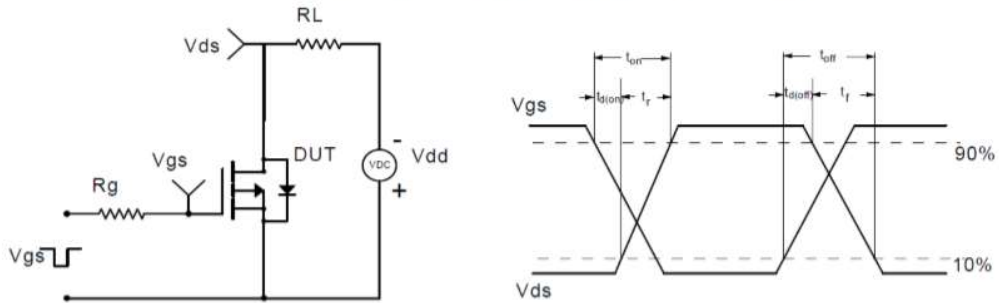 RL
Vds
DUT
Vgs
Rg
Vgs
VDC
-
+
Vdd
ton
toff
td(on)
tr
td(off)
tf
Vgs
90%
10%
Vds